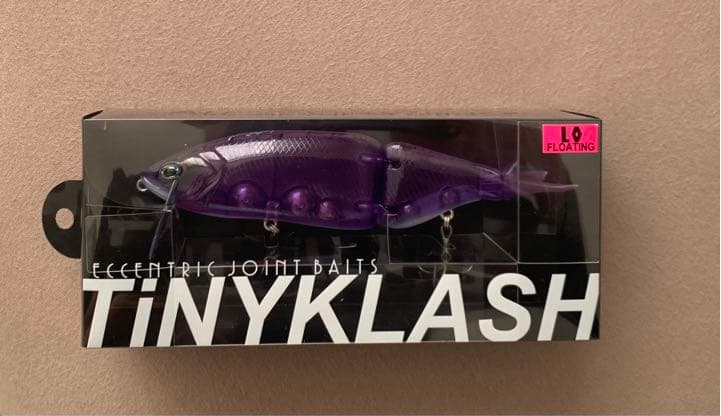 LO
FLOATING
ECCENTRIC JOINT BAITS
TiNYKLASH